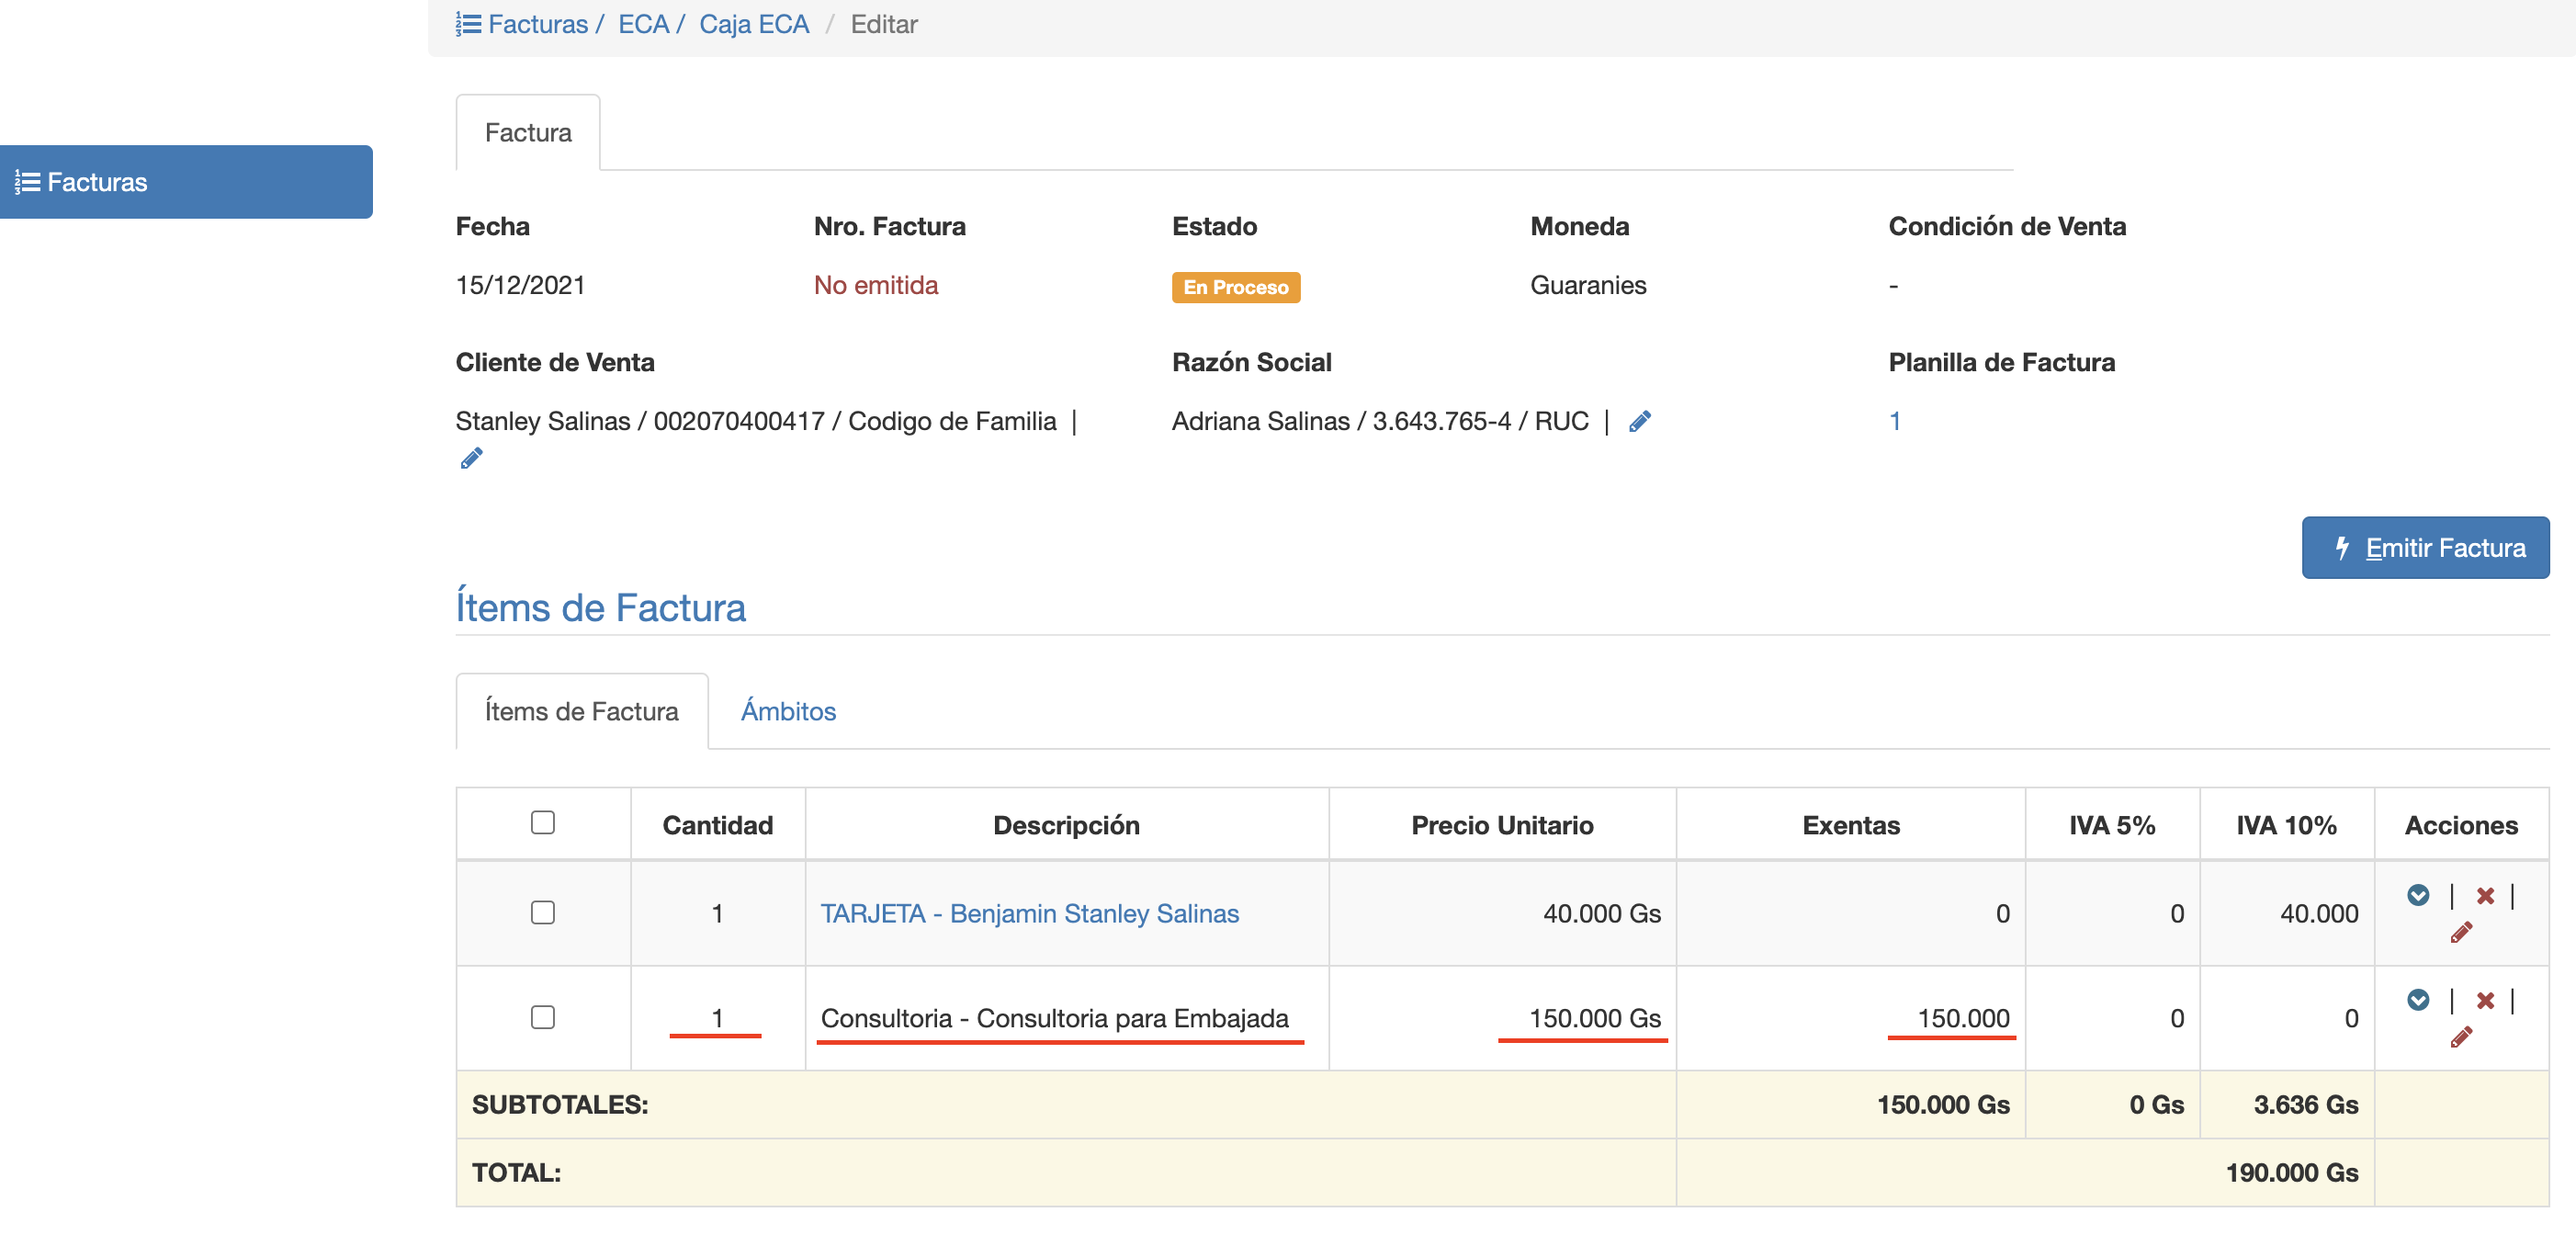 Facturas / ECA / Caja ECA / Editar
Factura
Facturas
Fecha Nro. Factura Estado Moneda Condición de Venta
15/12/2021 No emitida En Proceso Guaranies -
Cliente de Venta Razón Social Planilla de Factura
Stanley Salinas / 002070400417 / Codigo de Familia | Adriana Salinas / 3.643.765-4 / RUC | 1
Emitir Factura
Ítems de Factura
Ítems de Factura Ámbitos
Cantidad Descripción Precio Unitario Exentas IVA 5% IVA 10% Acciones
1 TARJETA - Benjamin Stanley Salinas 40.000 Gs 0 0 40.000 | |
1 Consultoria - Consultoria para Embajada 150.000 Gs 150.000 0 0 | |
SUBTOTALES: 150.000 Gs 0 Gs 3.636 Gs
TOTAL: 190.000 Gs